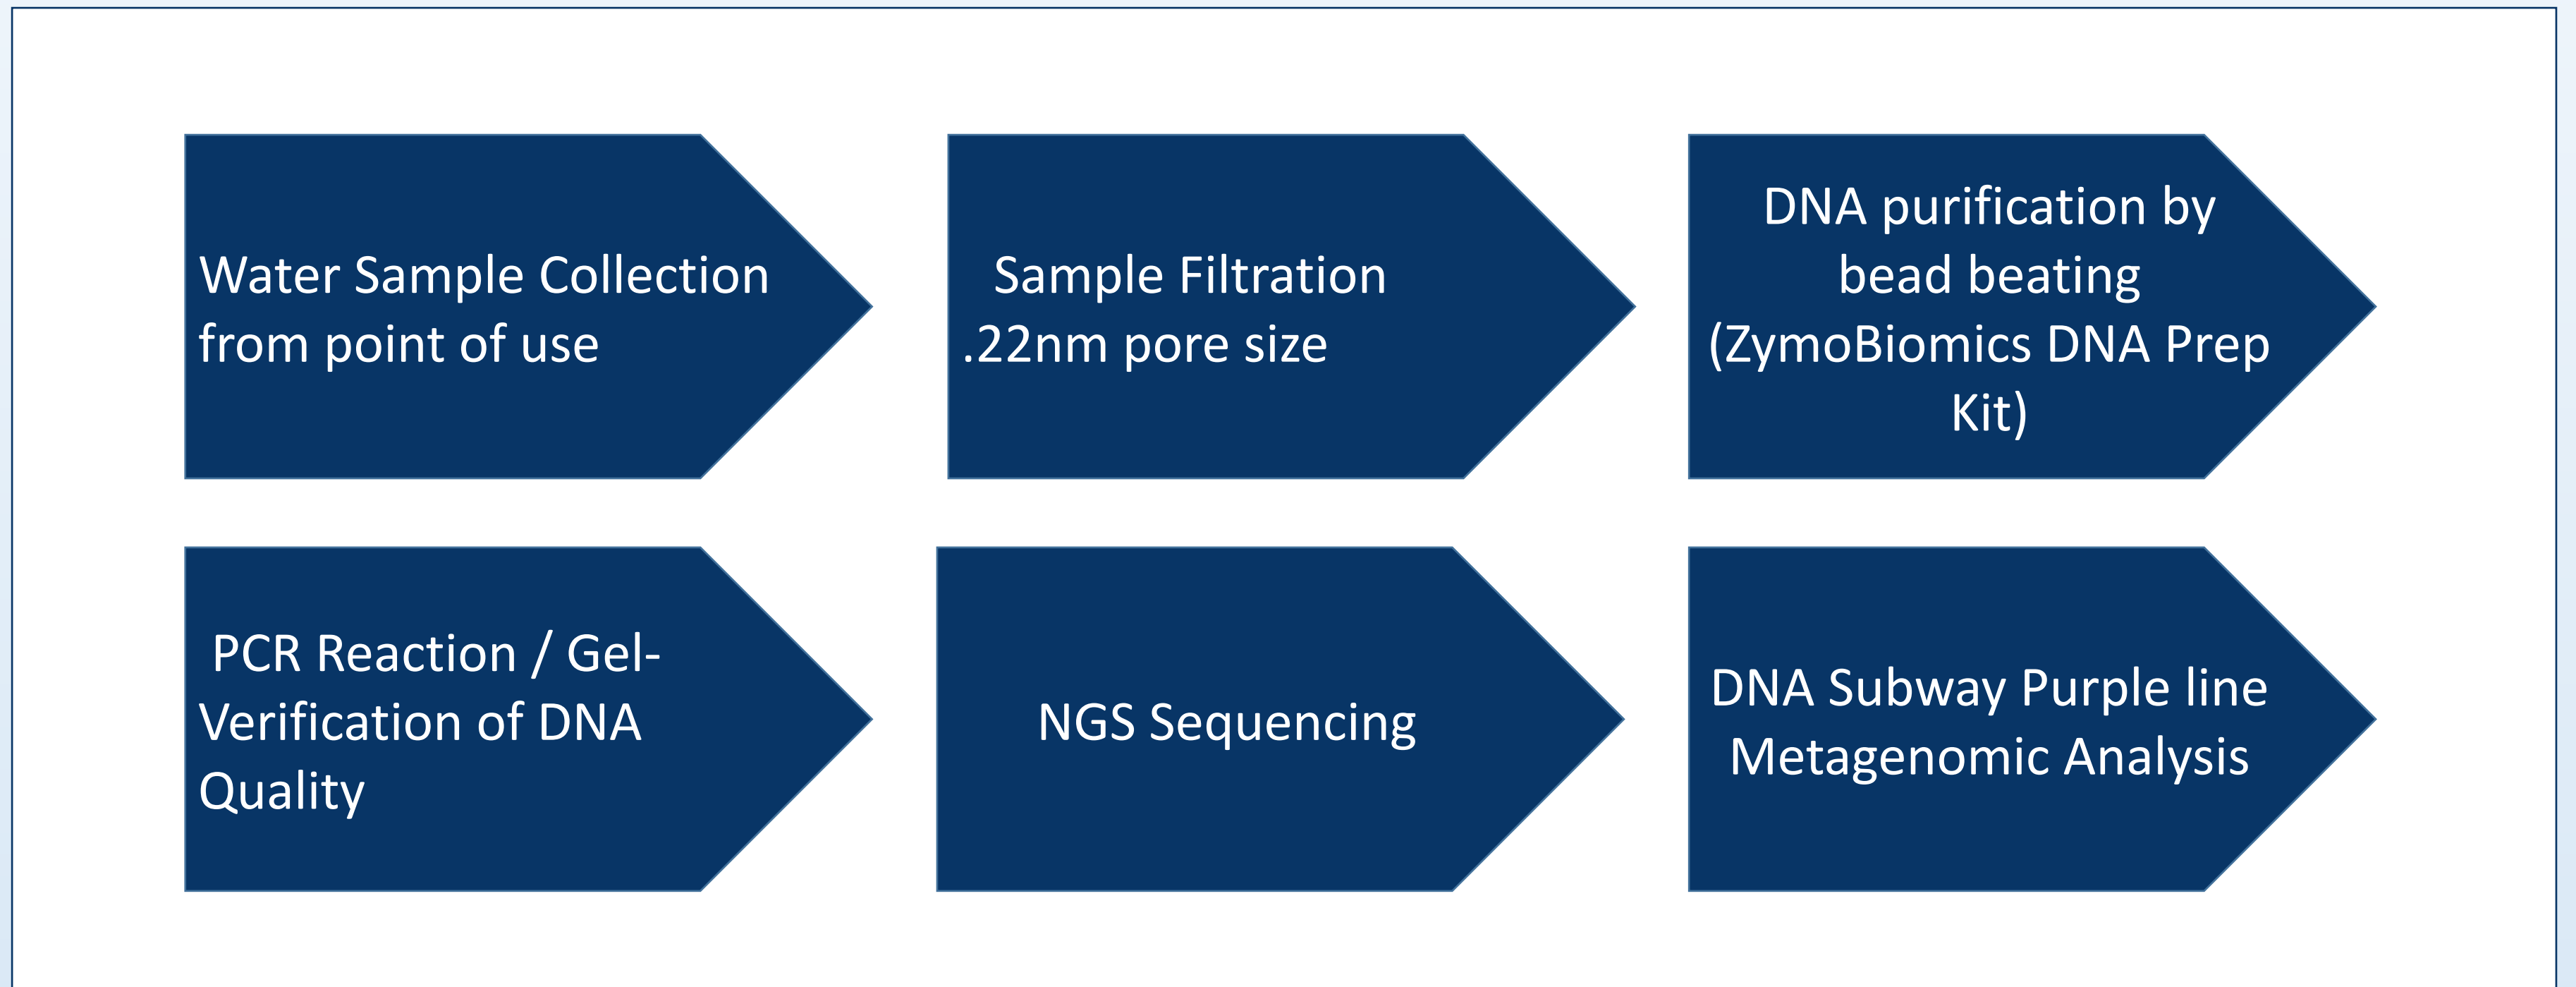 Water Sample Collection
from point of use
Sample Filtration
.22nm pore size
DNA purification by
bead beating
(ZymoBiomics DNA Prep
Kit)
PCR Reaction / Gel-
Verification of DNA
Quality
NGS Sequencing
DNA Subway Purple line
Metagenomic Analysis